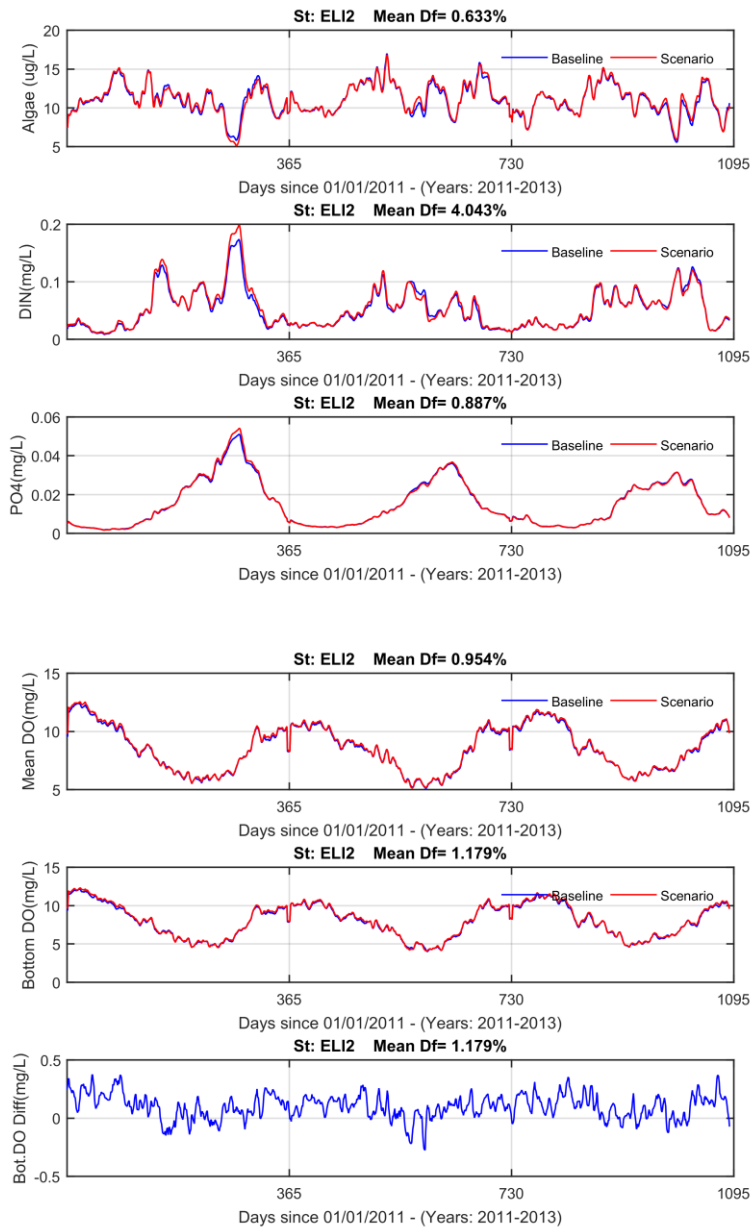 St: ELI2 Mean Df= 0.633%
20
15
10
5
Algae (ug/L)
Baseline
Scenario
365
730
1095
Days since 01/01/2011 - (Years: 2011-2013)
St: ELI2 Mean Df= 4.043%
0.2
0.1
0
DIN(mg/L)
Baseline
Scenario
365
730
1095
Days since 01/01/2011 - (Years: 2011-2013)
St: ELI2 Mean Df= 0.887%
0.06
0.04
0.02
0
PO4(mg/L)
Baseline
Scenario
365
730
1095
Days since 01/01/2011 - (Years: 2011-2013)
St: ELI2 Mean Df= 0.954%
15
10
5
Mean DO(mg/L)
Baseline
Scenario
365
730
1095
Days since 01/01/2011 - (Years: 2011-2013)
St: ELI2 Mean Df= 1.179%
15
10
5
0
Bottom DO(mg/L)
Baseline
Scenario
365
730
1095
Days since 01/01/2011 - (Years: 2011-2013)
St: ELI2 Mean Df= 1.179%
0.5
0
-0.5
Bot.DO Diff(mg/L)
365
730
1095
Days since 01/01/2011 - (Years: 2011-2013)